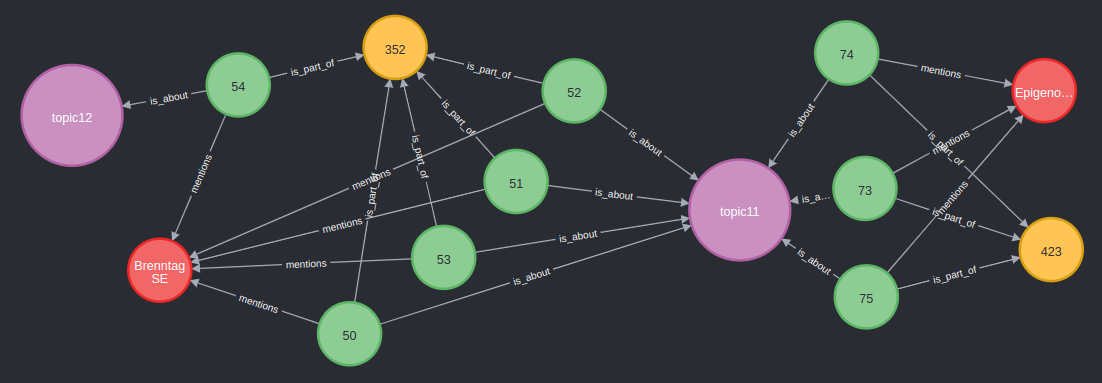 74
352
is_part_of
is_part_of
mentions
54
52
Epigeno…
is_about
topic12
is_about
is_part_of
is_about
is_part_of
mentions
is_part_of
mentions
mentions
is_part_of
51
73
is_about
is_a…
mentions
topic11
is_part_of
mentions
is_about
53
423
Brenntag
SE
mentions
is_about
is_about
is_part_of
75
mentions
50